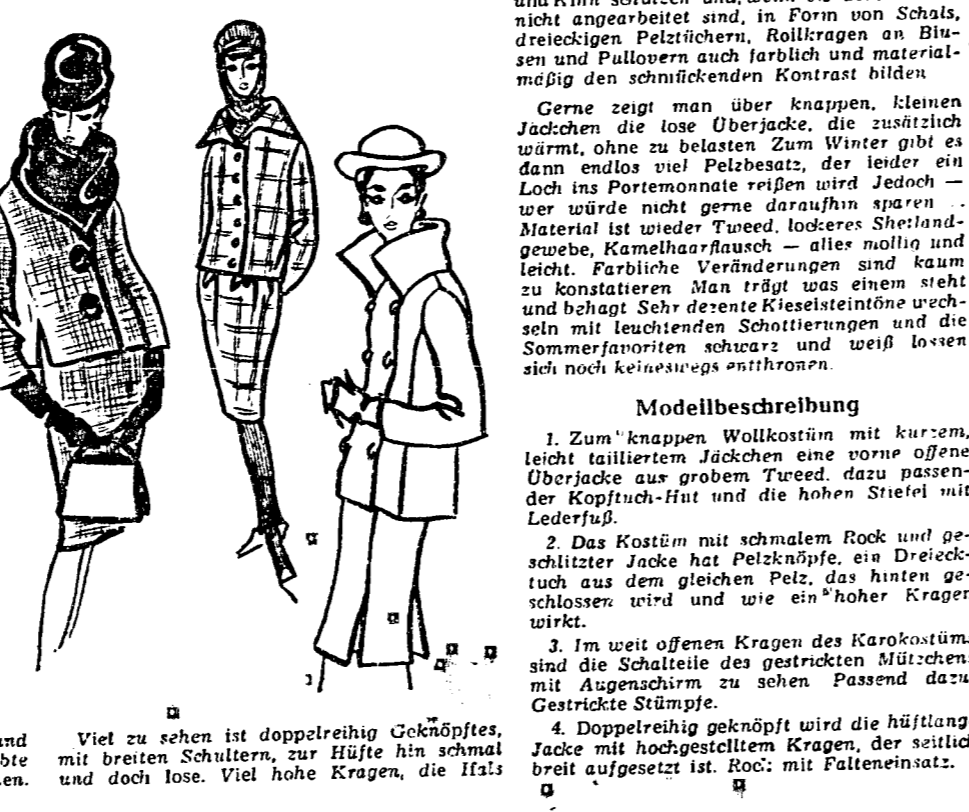 und
bte
en.
Viel zu sehen ist doppelreihig Geknöpftes,
mit breiten Schultern, zur Hüfte hin schmal
und doch lose. Viel hohe Kragen, die Hals
und Kinn schützen und, wenn sie
nicht angearbeitet sind, in Form von Schals,
dreieckigen Pelztüchern, Rollkragen an Blu-
sen und Pullovern auch farblich und material-
mäßig den schmückenden Kontrast bilden
Gerne zeigt man über knappen, kleinen
Jäckchen die lose Überjacke, die zusätzlich
wärmt, ohne zu belasten Zum Winter gibt es
dann endlos viel Pelzbesatz, der leider ein
Loch ins Portemonnaie reißen wird Jedoch —
wer würde nicht gerne daraufhin sparen ..
Material ist wieder Tweed, lockeres Shetland-
gewebe, Kamelhaarflausch — alles mollig und
leicht. Farbliche Veränderungen sind kaum
zu konstatieren Man trägt was einem steht
und behagt Sehr dezente Kieselsteintöne wech-
seln mit leuchtenden Schottierungen und die
Sommerfavoriten schwarz und weiß lassen
sich noch keineswegs entthronen.
Modellbeschreibung
1. Zum knappen Wollkostüm mit kurzem,
leicht tailliertem Jäckchen eine vorne offene
Überjacke aus grobem Tweed. dazu passen-
der Kopftuch-Hut und die hohen Stiefel mit
Lederfuß.
2. Das Kostüm mit schmalem Rock und ge-
schlitzter Jacke hat Pelzknöpfe, ein Dreieck-
tuch aus dem gleichen Pelz, das hinten ge-
schlossen wird und wie ein hoher Kragen
wirkt.
3. Im weit offenen Kragen des Karokostüms
sind die Schalteile des gestrickten Mützchens
mit Augenschirm zu sehen Passend dazu
Gestrickte Stümpfe.
4. Doppelreihig geknöpft wird die hüftlange
Jacke mit hochgestelltem Kragen, der seitlich
breit aufgesetzt ist. Rock mit Falteneinsatz.